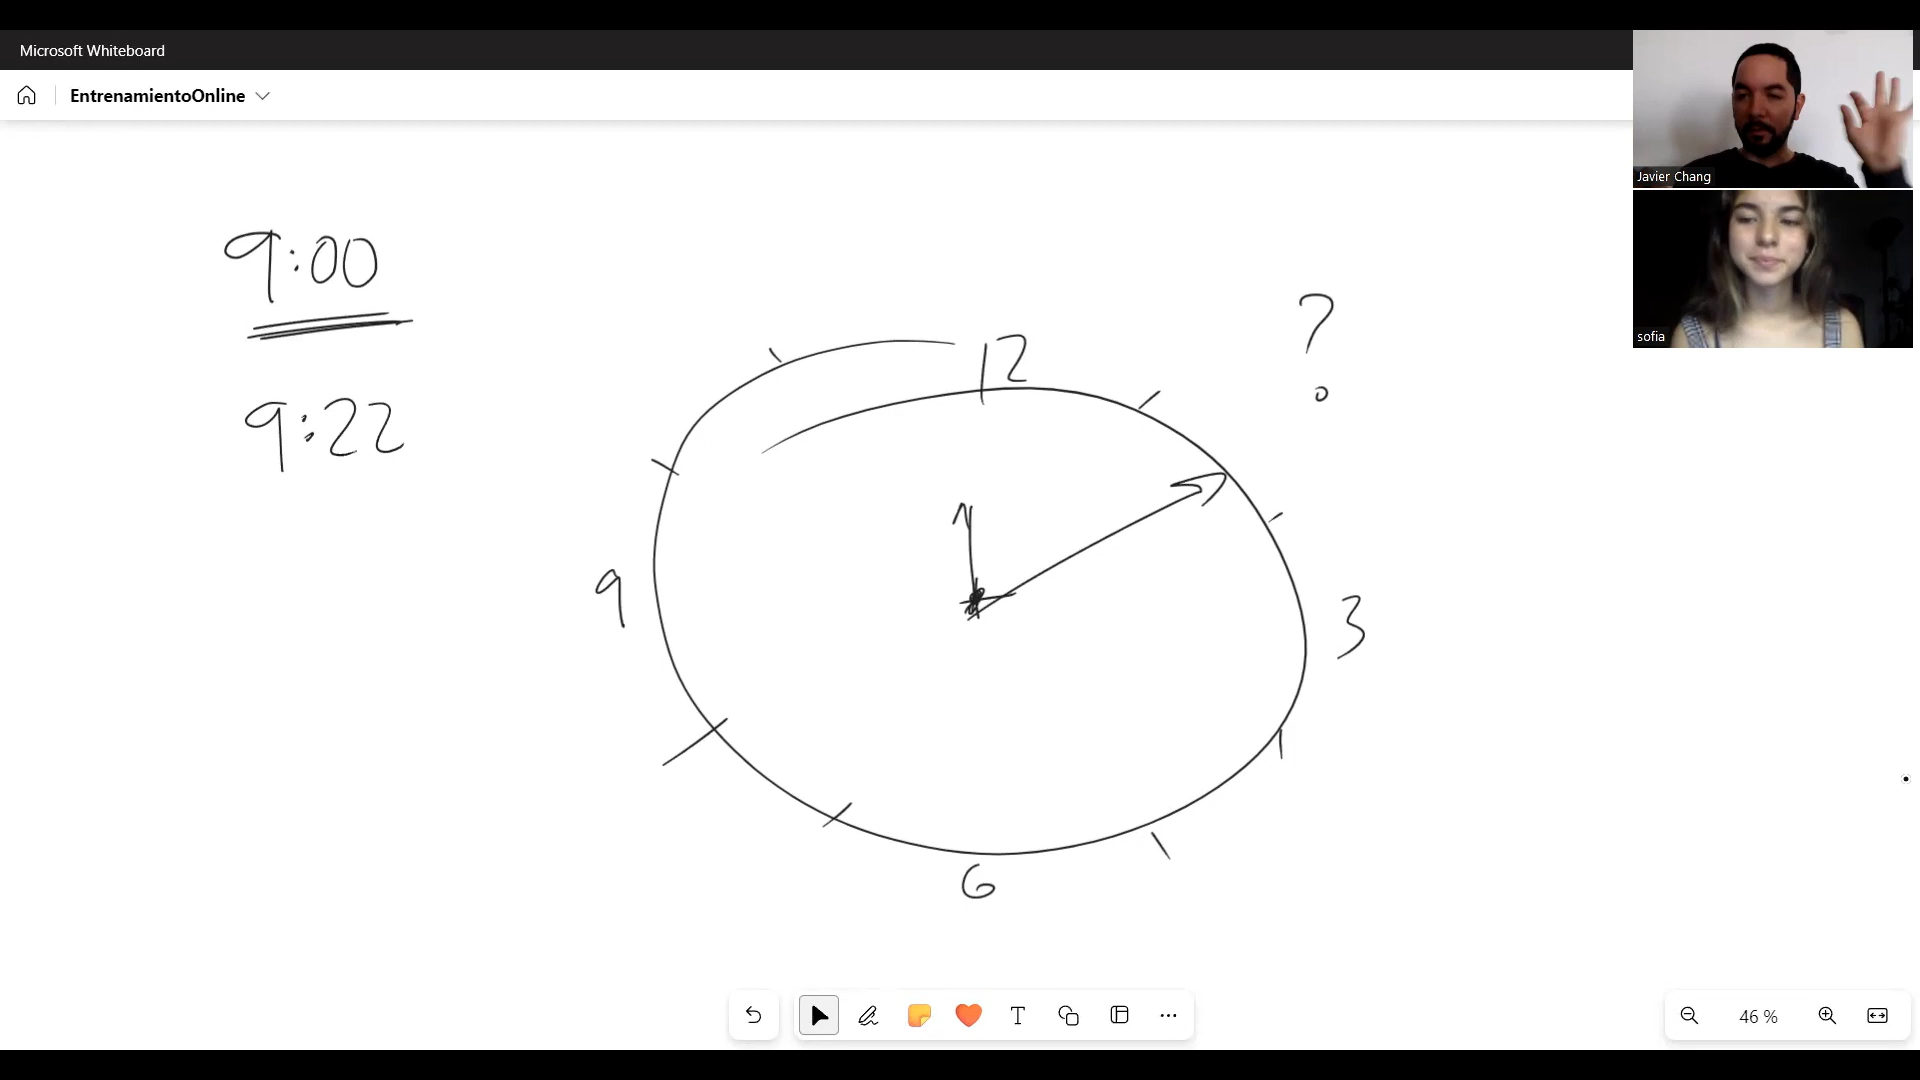 Microsoft Whiteboard
EntrenamientoOnline
Javier Chang
sofia
9:00
9:22
?
12
9
3
6
46 %